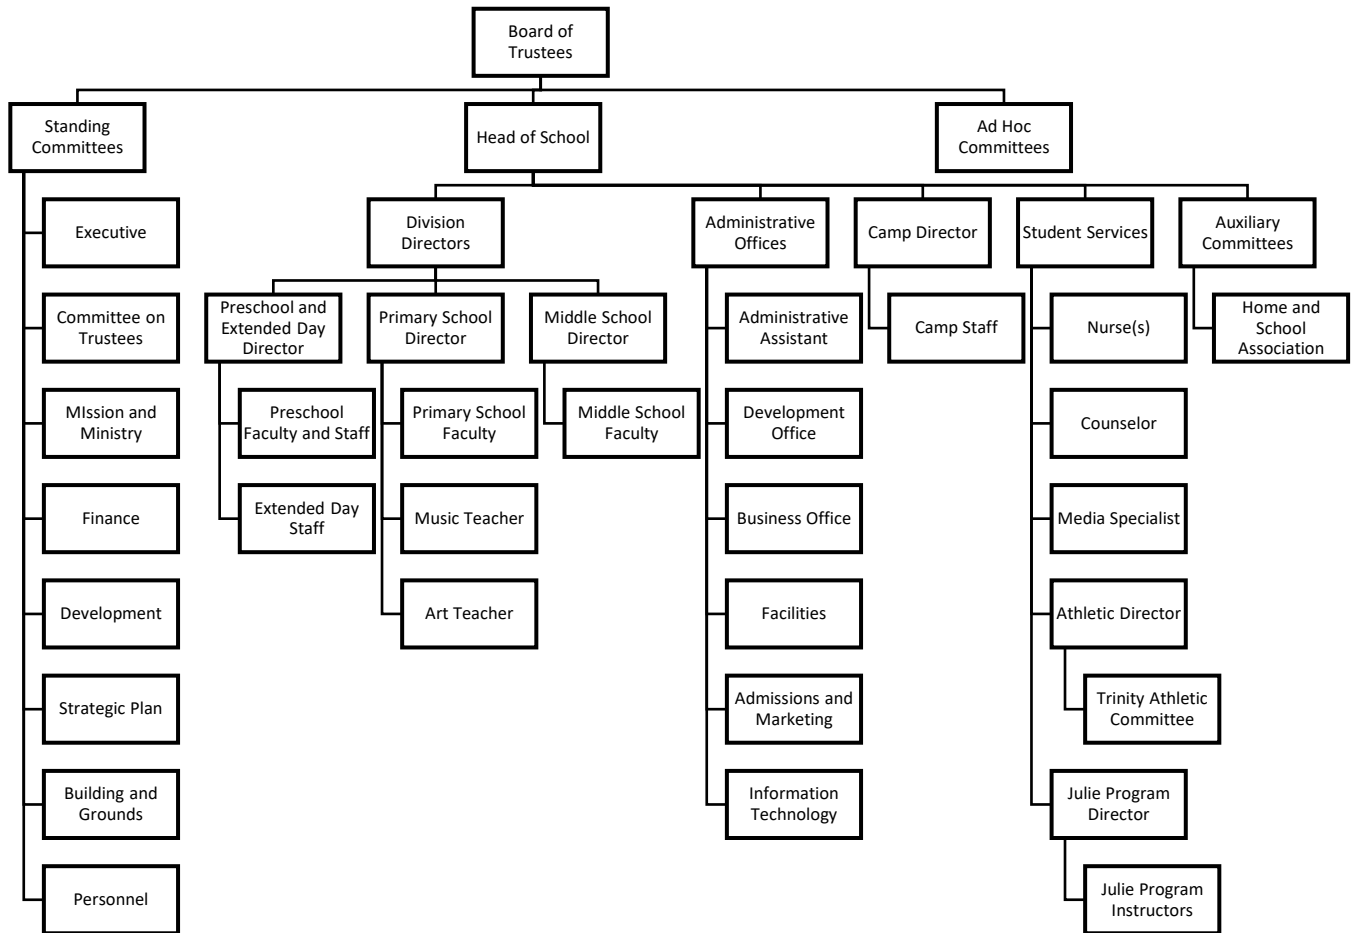 Board of
Trustees
Standing
Committees
Head of School
Ad Hoc
Committees
Executive
Committee on
Trustees
MIssion and
Ministry
Finance
Development
Strategic Plan
Building and
Grounds
Personnel
Division
Directors
Preschool and
Extended Day
Director
Preschool
Faculty and Staff
Extended Day
Staff
Primary School
Director
Primary School
Faculty
Music Teacher
Art Teacher
Middle School
Director
Middle School
Faculty
Administrative
Offices
Administrative
Assistant
Development
Office
Business Office
Facilities
Admissions and
Marketing
Information
Technology
Camp Director
Camp Staff
Student Services
Nurse(s)
Counselor
Media Specialist
Athletic Director
Trinity Athletic
Committee
Julie Program
Director
Julie Program
Instructors
Auxiliary
Committees
Home and
School
Association